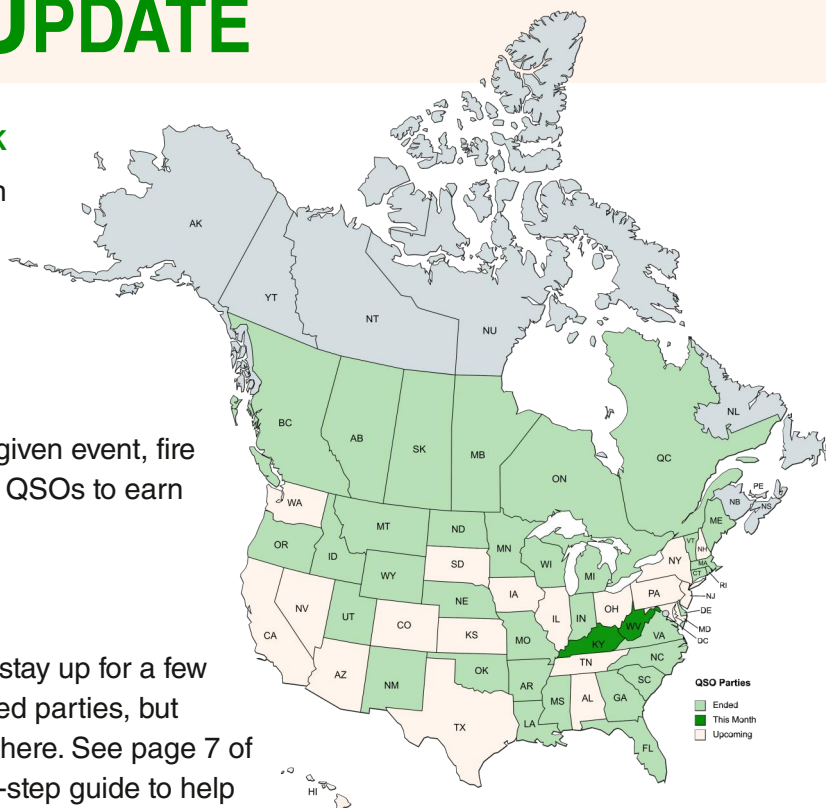 UPDATE
k
n
given event, fire
QSOs to earn
stay up for a few
ed parties, but
here. See page 7 of
-step guide to help
AK
YT
NT
NU
BC
AB
SK
MB
ON
QC
NL
PE
NB
NS
WA
OR
ID
MT
ND
MN
WI
MI
NY
VT
NH
ME
MA
CT
RI
NJ
DE
MD
DC
WY
SD
NE
IA
IL
IN
OH
PA
NV
UT
CO
KS
MO
KY
WV
VA
CA
AZ
NM
OK
AR
TN
NC
SC
TX
LA
MS
AL
GA
FL
HI
QSO Parties
Ended
This Month
Upcoming